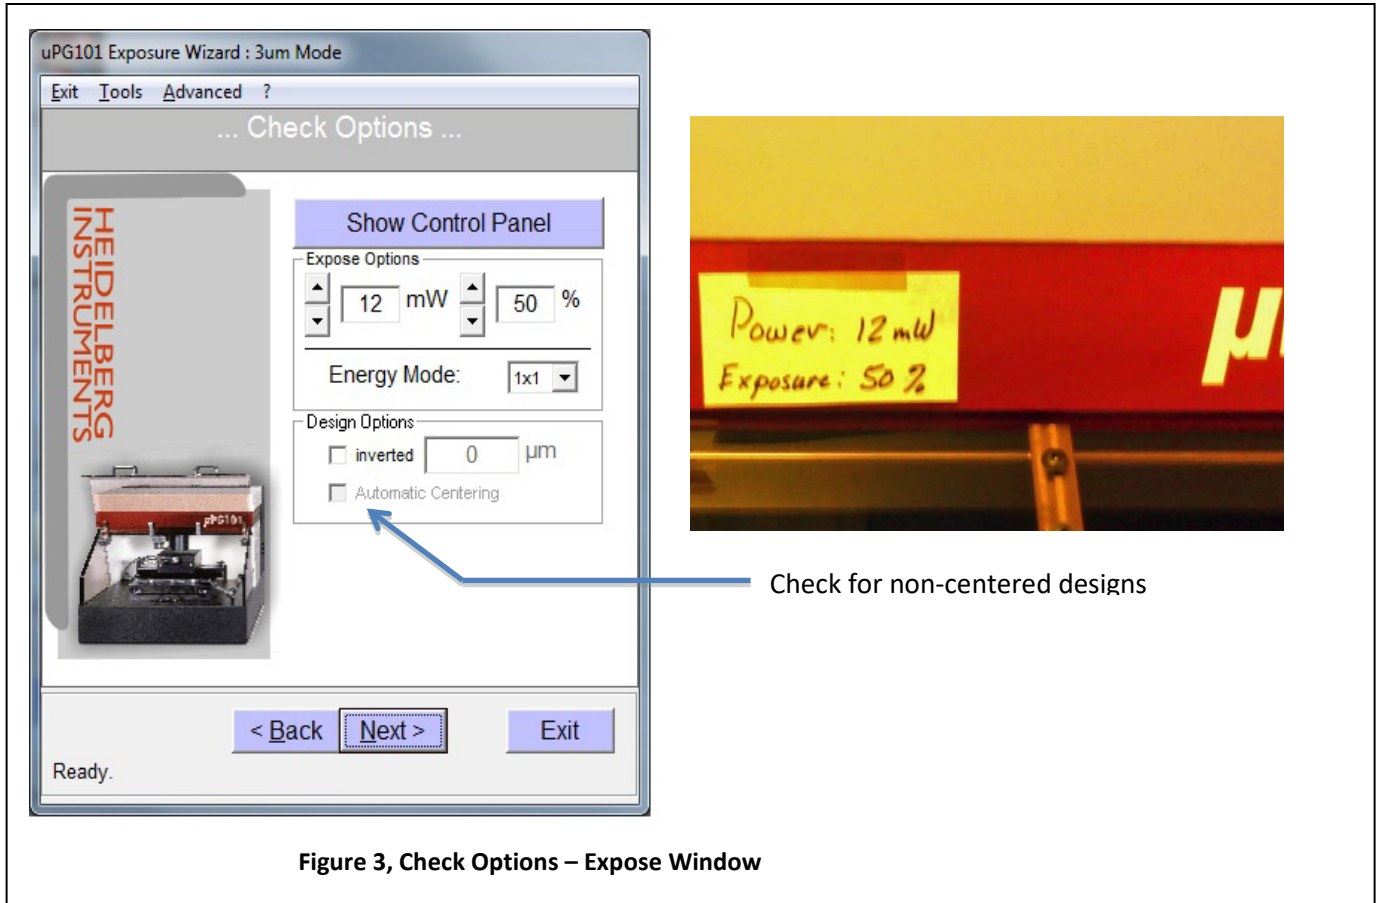 uPG101 Exposure Wizard : 3um Mode
Exit Tools Advanced ?
... Check Options ...
HEIDELBERG
INSTRUMENTS
µPG101
Show Control Panel
Expose Options
12 mW 50 %
Energy Mode: 1x1
Design Options
inverted 0 µm
Automatic Centering
< Back Next > Exit
Ready.
Power: 12 mW
Exposure: 50 %
µ
Check for non-centered designs
Figure 3, Check Options – Expose Window